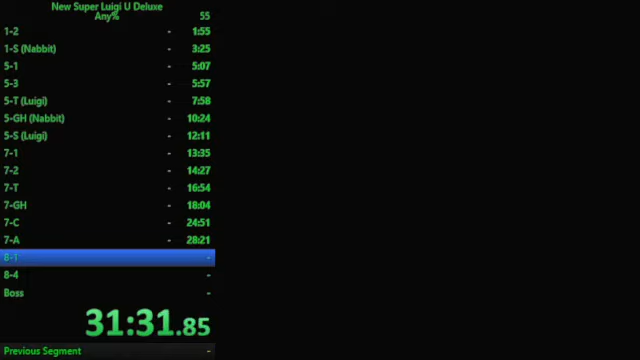 New Super Luigi U Deluxe
Any% 55
1-2 - 1:55
1-S (Nabbit) - 3:25
5-1 - 5:07
5-3 - 5:57
5-T (Luigi) - 7:58
5-GH (Nabbit) - 10:24
5-S (Luigi) - 12:11
7-1 - 13:35
7-2 - 14:27
7-T - 16:54
7-GH - 18:04
7-C - 24:51
7-A - 28:21
8-1 -
8-4 -
Boss -
31:31.85
Previous Segment -